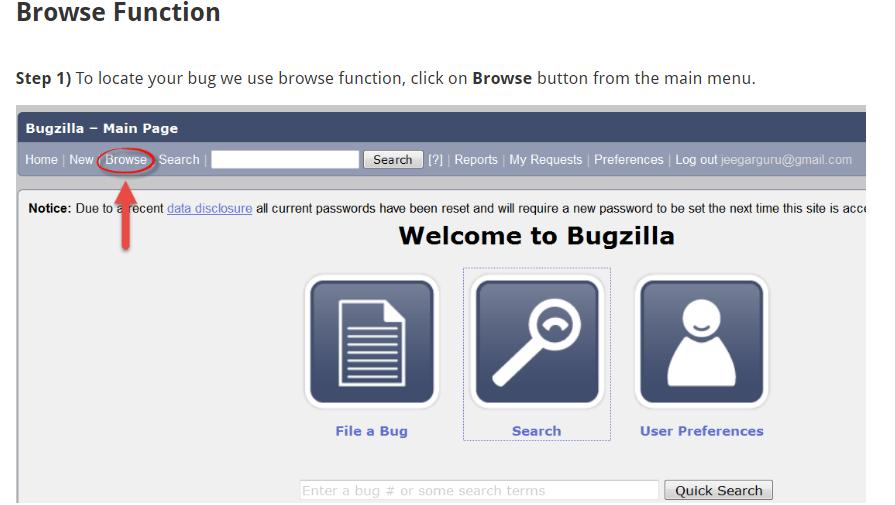 Browse Function
Step 1) To locate your bug we use browse function, click on Browse button from the main menu.
Bugzilla – Main Page
Home | New | Browse | Search | Search [?] | Reports | My Requests | Preferences | Log out jeegarguru@gmail.com
Notice: Due to a recent data disclosure all current passwords have been reset and will require a new password to be set the next time this site is acce
Welcome to Bugzilla
File a Bug Search User Preferences
Enter a bug # or some search terms Quick Search